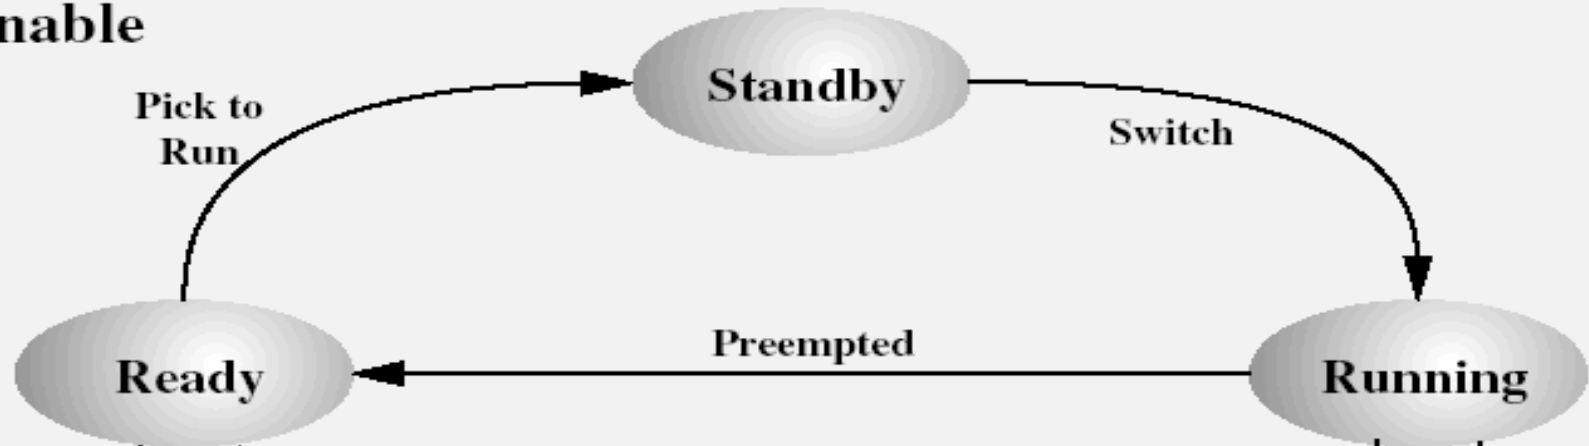 nable
Standby
Pick to
Run
Switch
Preempted
Ready
Running